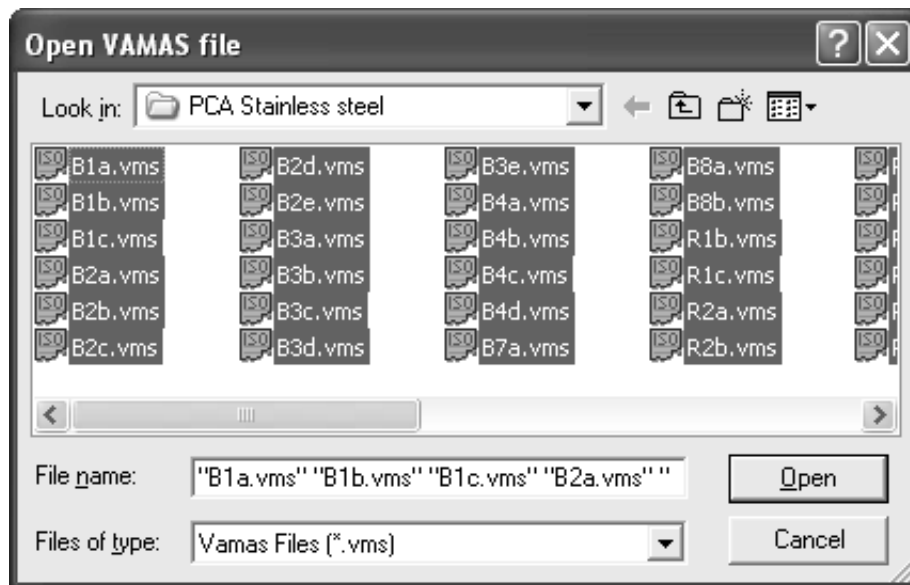 Open VAMAS file
Look in: PCA Stainless steel
B1a.vms B2d.vms B3e.vms B8a.vms
B1b.vms B2e.vms B4a.vms B8b.vms
B1c.vms B3a.vms B4b.vms R1b.vms
B2a.vms B3b.vms B4c.vms R1c.vms
B2b.vms B3c.vms B4d.vms R2a.vms
B2c.vms B3d.vms B7a.vms R2b.vms
File name: "B1a.vms" "B1b.vms" "B1c.vms" "B2a.vms" " Open
Files of type: Vamas Files (*.vms) Cancel